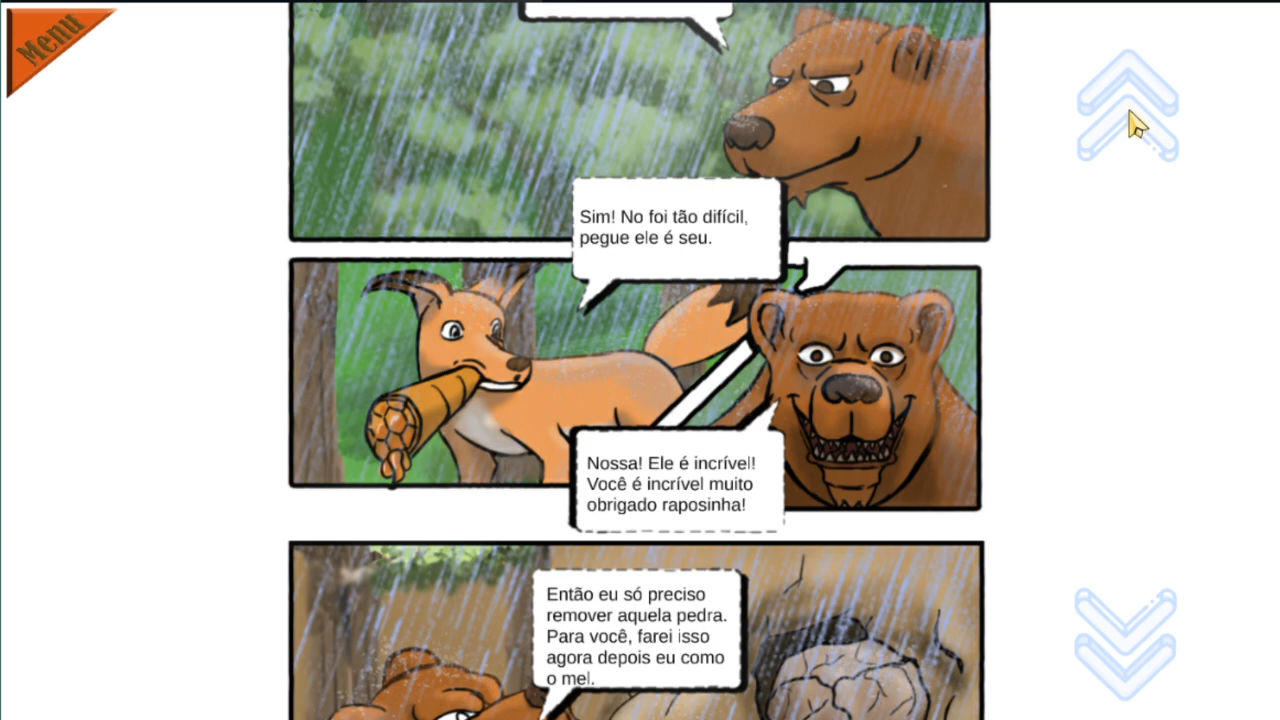 Menu
Sim! No foi tão difícil,
pegue ele é seu.
Nossa! Ele é incrível!
Você é incrível muito
obrigado raposinha!
Então eu só preciso
remover aquela pedra.
Para você, farei isso
agora depois eu como
o mel.